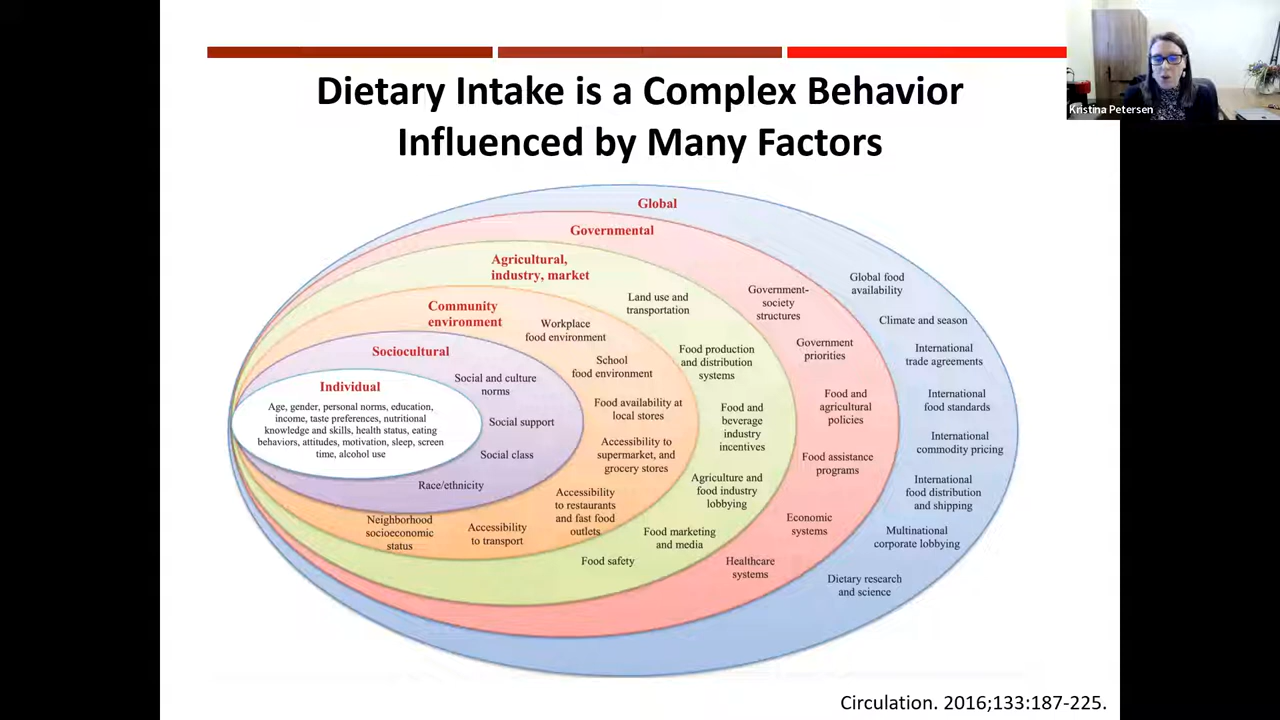 Dietary Intake is a Complex Behavior
Influenced by Many Factors
Kristina Petersen
Global
Governmental
Agricultural,
industry, market
Community
environment
Sociocultural
Individual
Age, gender, personal norms, education,
income, taste preferences, nutritional
knowledge and skills, health status, eating
behaviors, attitudes, motivation, sleep, screen
time, alcohol use
Social and culture
norms
Social support
Social class
Race/ethnicity
Workplace
food environment
School
food environment
Food availability at
local stores
Accessibility to
supermarket, and
grocery stores
Accessibility
to restaurants
and fast food
outlets
Accessibility
to transport
Neighborhood
socioeconomic
status
Land use and
transportation
Food production
and distribution
systems
Food and
beverage
industry
incentives
Agriculture and
food industry
lobbying
Food marketing
and media
Food safety
Government-
society
structures
Government
priorities
Food and
agricultural
policies
Food assistance
programs
Economic
systems
Healthcare
systems
Global food
availability
Climate and season
International
trade agreements
International
food standards
International
commodity pricing
International
food distribution
and shipping
Multinational
corporate lobbying
Dietary research
and science
Circulation. 2016;133:187-225.